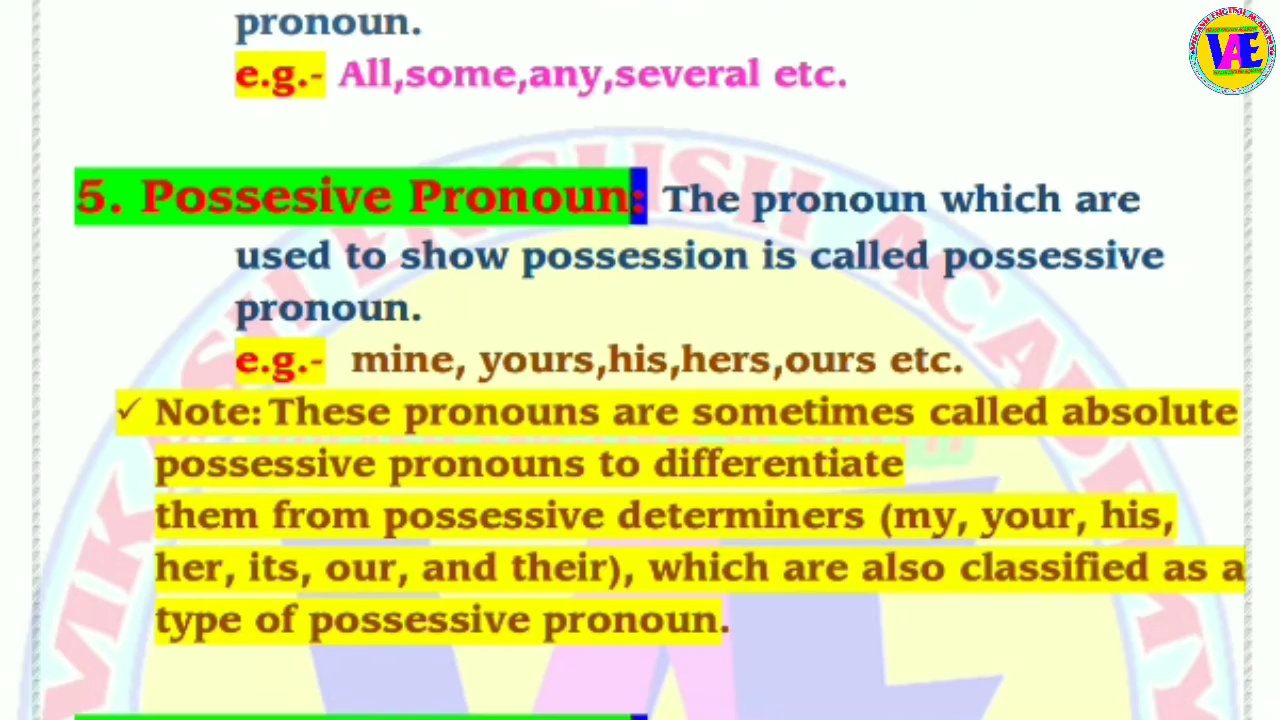 pronoun.
e.g.- All,some,any,several etc.
5. Possesive Pronoun: The pronoun which are
used to show possession is called possessive
pronoun.
e.g.- mine, yours,his,hers,ours etc.
✓ Note: These pronouns are sometimes called absolute
possessive pronouns to differentiate
them from possessive determiners (my, your, his,
her, its, our, and their), which are also classified as a
type of possessive pronoun.
VAE